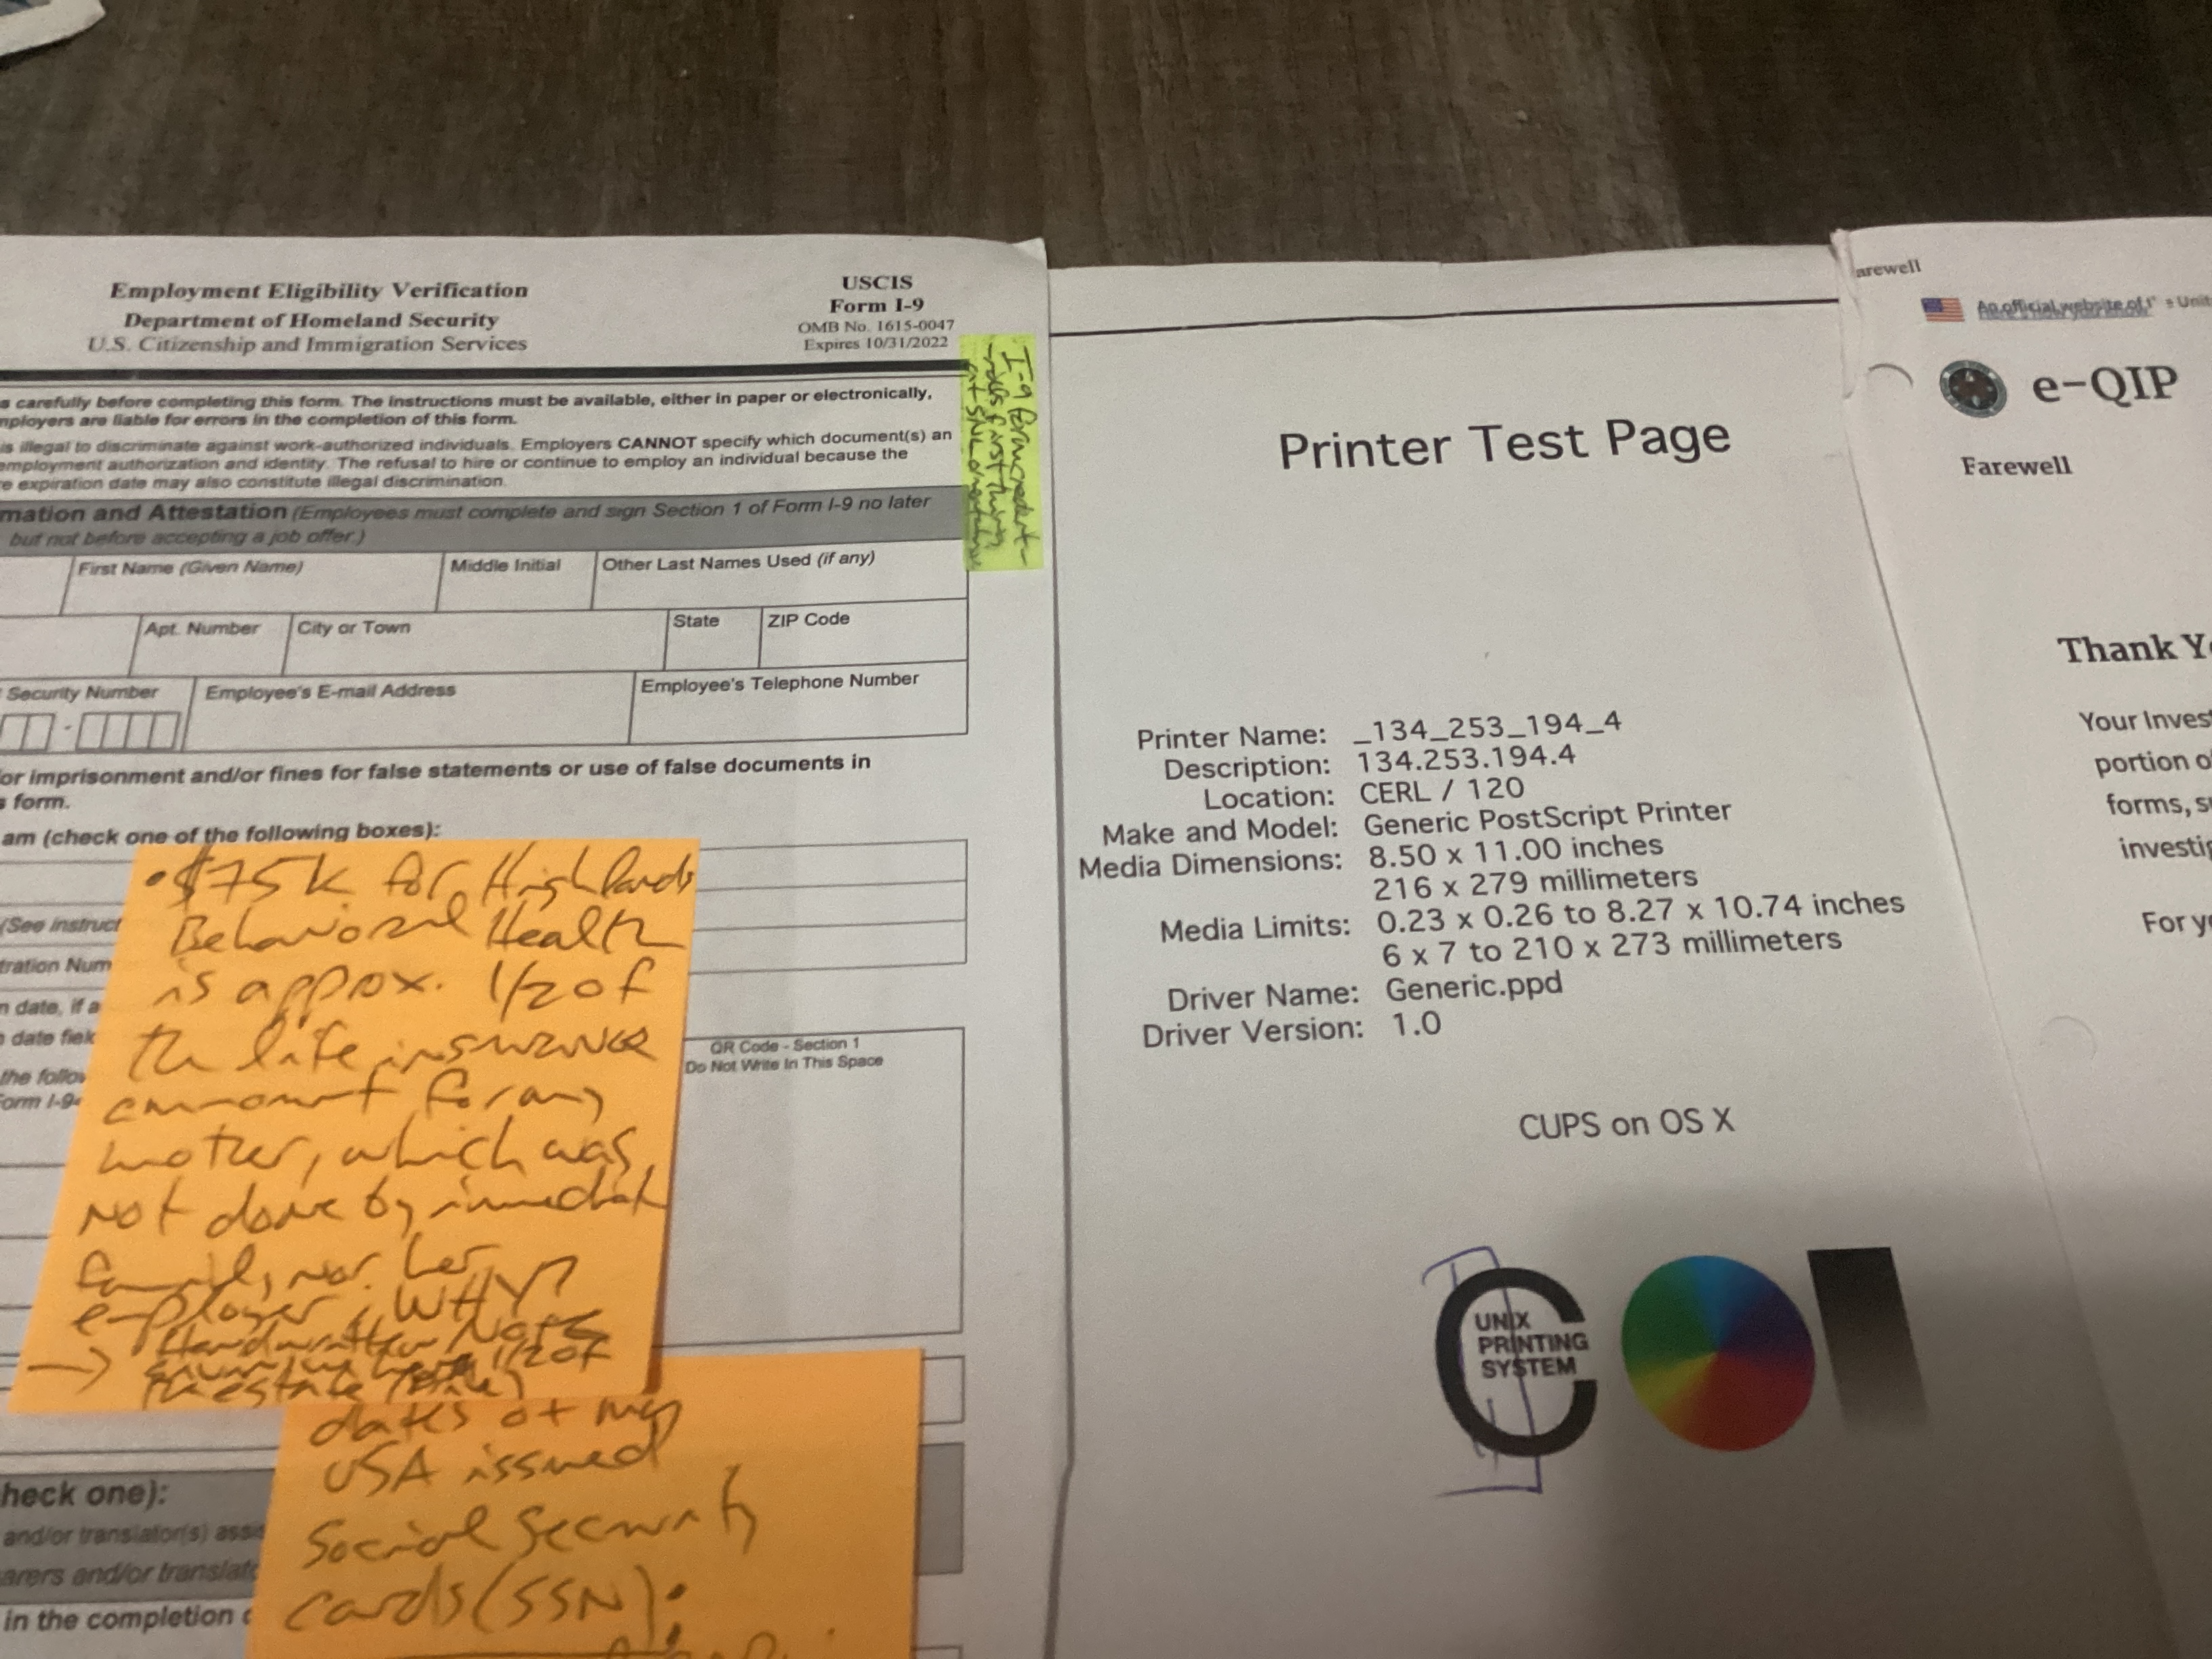 Employment Eligibility Verification
Department of Homeland Security
U.S. Citizenship and Immigration Services
USCIS
Form I-9
OMB No. 1615-0047
Expires 10/31/2022
s carefully before completing this form. The instructions must be available, either in paper or electronically,
mployers are liable for errors in the completion of this form.
is illegal to discriminate against work-authorized individuals. Employers CANNOT specify which document(s) an
employment authorization and identity. The refusal to hire or continue to employ an individual because the
e expiration date may also constitute illegal discrimination.
mation and Attestation (Employees must complete and sign Section 1 of Form I-9 no later
but not before accepting a job offer.)
First Name (Given Name) Middle Initial Other Last Names Used (if any)
Apt. Number City or Town State ZIP Code
Security Number Employee's E-mail Address Employee's Telephone Number
or imprisonment and/or fines for false statements or use of false documents in
s form.
am (check one of the following boxes):
(See instruct
tration Num
n date, if a
date fiel
the follo
orm I-9
QR Code - Section 1
Do Not Write In This Space
heck one):
and/or translator(s) assi
arers and/or translat
in the completion
I-9 form
first thing
at SNL
• $75K for Highlands
Behavioral Health
is approx. 1/2 of
the life insurance
amount for my
mother, which was
not done by immediate
family, nor her
employer, WHY?
Handwritten Notes
→ 1/2 of
the estate
dates of my
USA issued
Social Security
cards (SSN):
Printer Test Page
Printer Name: _134_253_194_4
Description: 134.253.194.4
Location: CERL / 120
Make and Model: Generic PostScript Printer
Media Dimensions: 8.50 x 11.00 inches
216 x 279 millimeters
Media Limits: 0.23 x 0.26 to 8.27 x 10.74 inches
6 x 7 to 210 x 273 millimeters
Driver Name: Generic.ppd
Driver Version: 1.0
CUPS on OS X
UNIX
PRINTING
SYSTEM
arewell
An official website of
e Unit
e-QIP
Farewell
Thank Y
Your Invest
portion o
forms, s
investig
For y